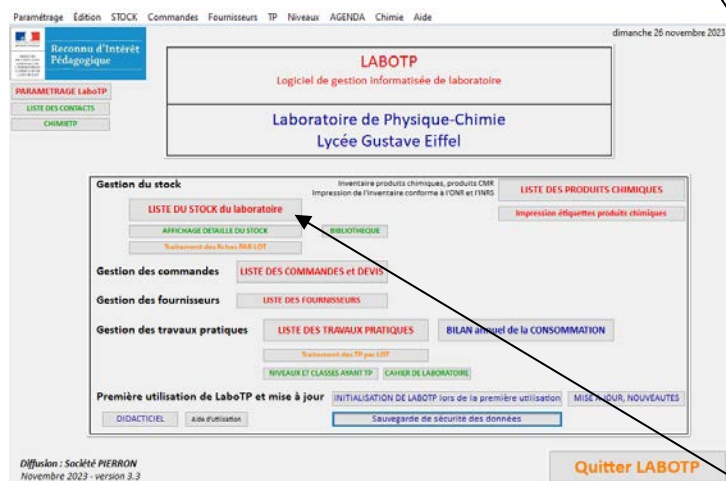 Paramétrage Édition STOCK Commandes Fournisseurs TP Niveaux AGENDA Chimie Aide
dimanche 26 novembre 2023
Reconnu d'Intérêt
Pédagogique
PARAMETRAGE LaboTP
LISTE DES CONTACTS
CHIMIETP
LABOTP
Logiciel de gestion informatisée de laboratoire
Laboratoire de Physique-Chimie
Lycée Gustave Eiffel
Gestion du stock
Inventaire produits chimiques, produits CMR
Impression de l'inventaire conforme à l'ONR et l'INRS
LISTE DES PRODUITS CHIMIQUES
LISTE DU STOCK du laboratoire
Impression étiquettes produits chimiques
AFFICHAGE DETAILLE DU STOCK
BIBLIOTHEQUE
Traitement des fiches PAR LOT
Gestion des commandes
LISTE DES COMMANDES et DEVIS
Gestion des fournisseurs
LISTE DES FOURNISSEURS
Gestion des travaux pratiques
LISTE DES TRAVAUX PRATIQUES
BILAN annuel de la CONSOMMATION
Traitement des TP par LOT
NIVEAUX ET CLASSES AYANT TP
CAHIER DE LABORATOIRE
Première utilisation de LaboTP et mise à jour
INITIALISATION DE LABOTP lors de la première utilisation
MISE A JOUR, NOUVEAUTES
DIDACTICIEL
Aide d'utilisation
Sauvegarde de sécurité des données
Diffusion : Société PIERRON
Novembre 2023 - version 3.3
Quitter LABOTP